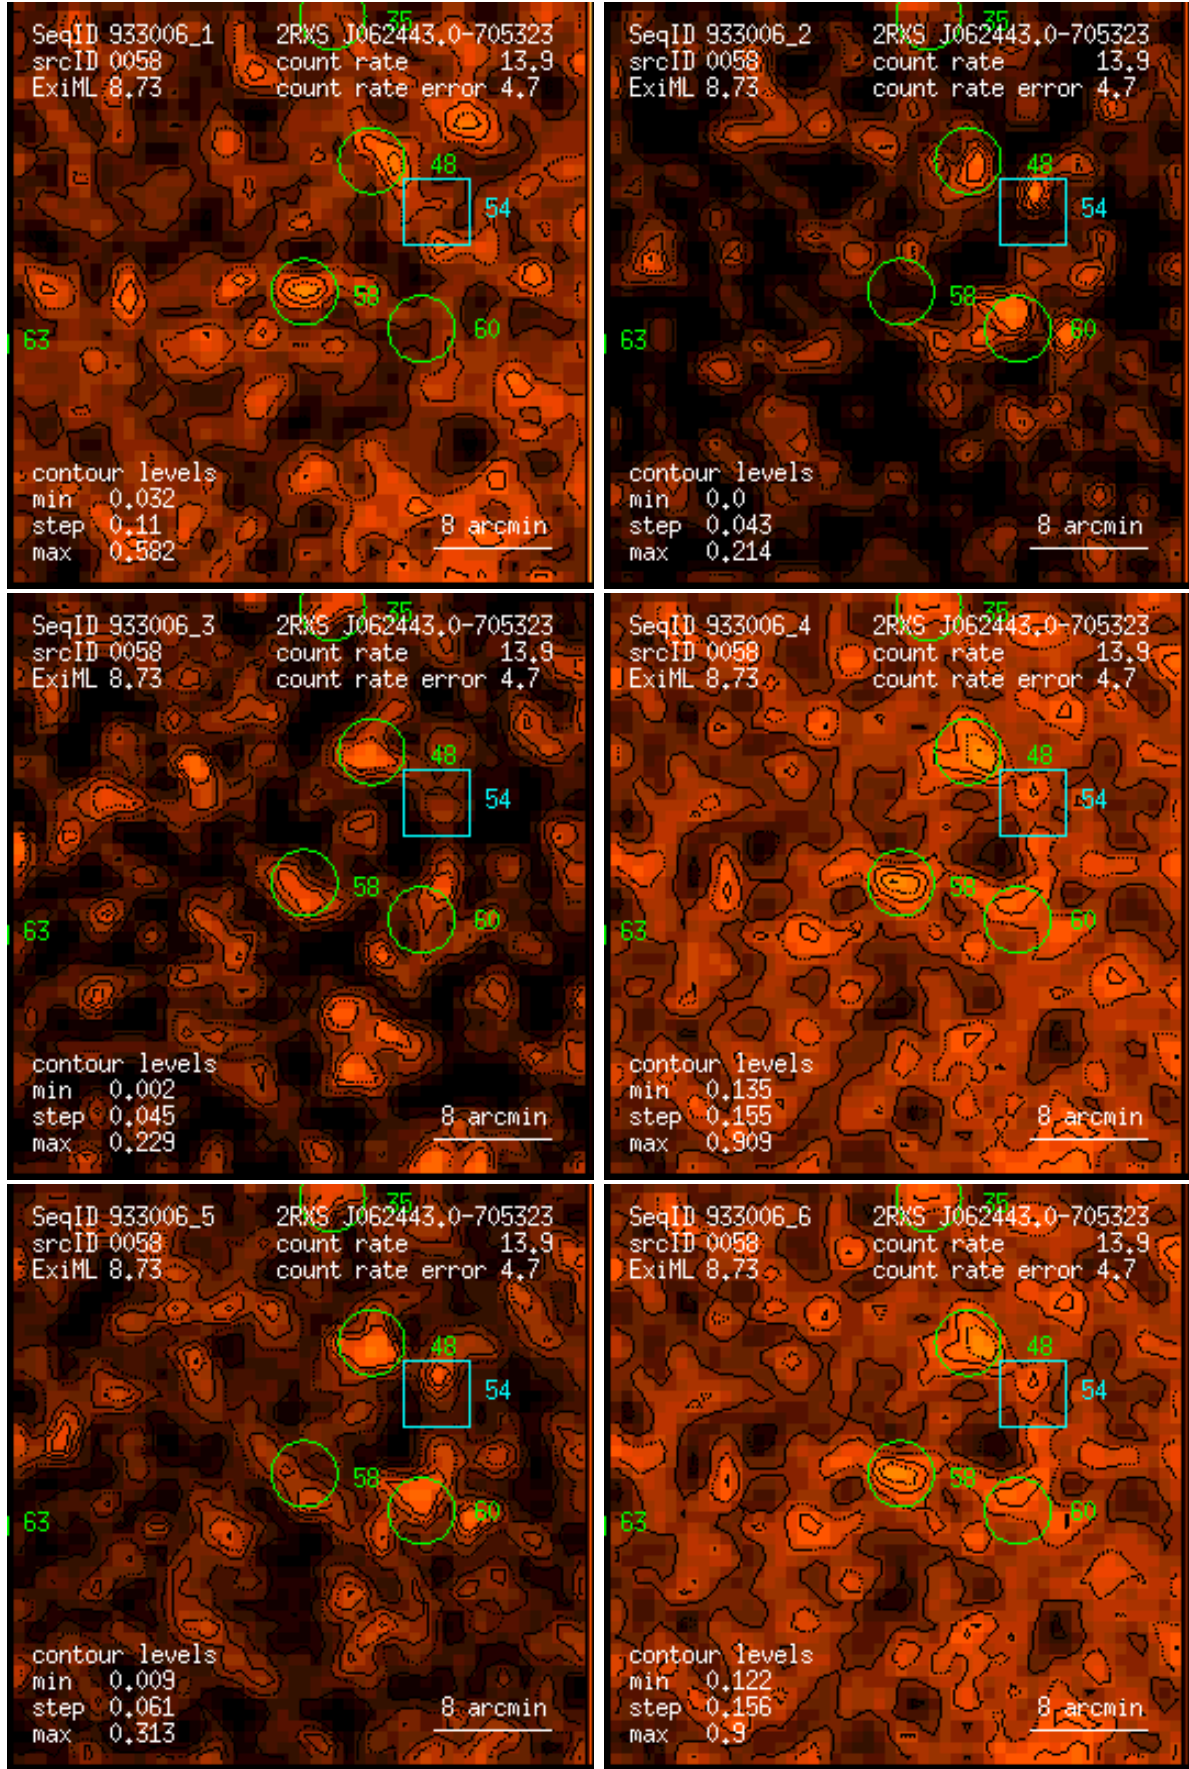 35
SeqID 933006_1 2RXS J062443.0-705323
srcID 0058 count rate 13.9
ExiML 8.73 count rate error 4.7
48
54
58
60
63
contour levels
min 0.032
step 0.11
max 0.582
8 arcmin
35
SeqID 933006_2 2RXS J062443.0-705323
srcID 0058 count rate 13.9
ExiML 8.73 count rate error 4.7
48
54
58
60
63
contour levels
min 0.0
step 0.043
max 0.214
8 arcmin
35
SeqID 933006_3 2RXS J062443.0-705323
srcID 0058 count rate 13.9
ExiML 8.73 count rate error 4.7
48
54
58
60
63
contour levels
min 0.002
step 0.045
max 0.229
8 arcmin
35
SeqID 933006_4 2RXS J062443.0-705323
srcID 0058 count rate 13.9
ExiML 8.73 count rate error 4.7
48
54
58
60
63
contour levels
min 0.135
step 0.155
max 0.909
8 arcmin
35
SeqID 933006_5 2RXS J062443.0-705323
srcID 0058 count rate 13.9
ExiML 8.73 count rate error 4.7
48
54
58
60
63
contour levels
min 0.009
step 0.061
max 0.313
8 arcmin
35
SeqID 933006_6 2RXS J062443.0-705323
srcID 0058 count rate 13.9
ExiML 8.73 count rate error 4.7
48
54
58
60
63
contour levels
min 0.122
step 0.156
max 0.9
8 arcmin